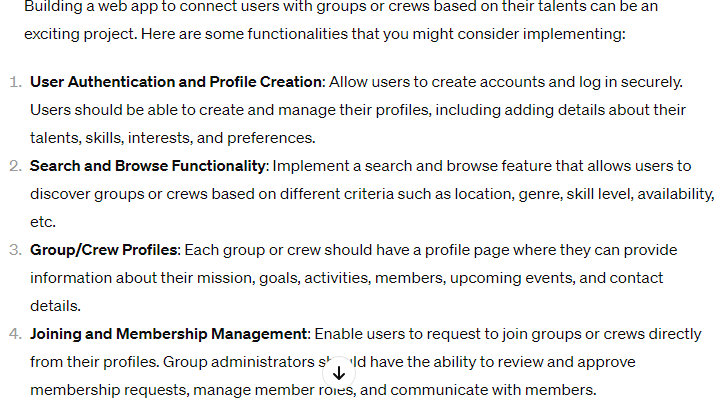 Building a web app to connect users with groups or crews based on their talents can be an
exciting project. Here are some functionalities that you might consider implementing:
1. User Authentication and Profile Creation: Allow users to create accounts and log in securely.
Users should be able to create and manage their profiles, including adding details about their
talents, skills, interests, and preferences.
2. Search and Browse Functionality: Implement a search and browse feature that allows users to
discover groups or crews based on different criteria such as location, genre, skill level, availability,
etc.
3. Group/Crew Profiles: Each group or crew should have a profile page where they can provide
information about their mission, goals, activities, members, upcoming events, and contact
details.
4. Joining and Membership Management: Enable users to request to join groups or crews directly
from their profiles. Group administrators should have the ability to review and approve
membership requests, manage member roles, and communicate with members.